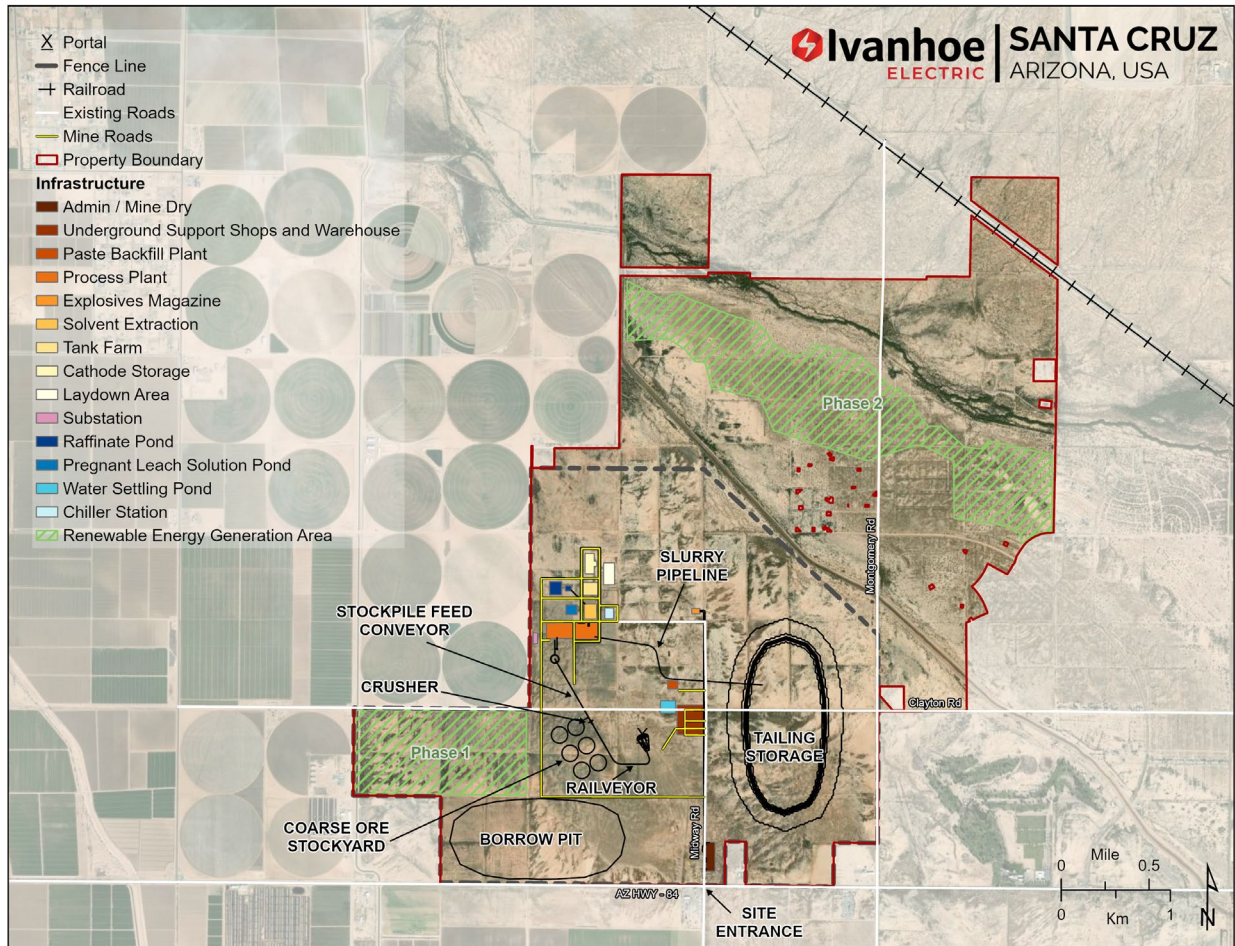 Ivanhoe
ELECTRIC
SANTA CRUZ
ARIZONA, USA
X Portal
Fence Line
Railroad
Existing Roads
Mine Roads
Property Boundary
Infrastructure
Admin / Mine Dry
Underground Support Shops and Warehouse
Paste Backfill Plant
Process Plant
Explosives Magazine
Solvent Extraction
Tank Farm
Cathode Storage
Laydown Area
Substation
Raffinate Pond
Pregnant Leach Solution Pond
Water Settling Pond
Chiller Station
Renewable Energy Generation Area
Phase 2
Montgomery Rd
SLURRY
PIPELINE
STOCKPILE FEED
CONVEYOR
CRUSHER
Clayton Rd
Phase 1
TAILING
STORAGE
RAILVEYOR
COARSE ORE
STOCKYARD
BORROW PIT
Midway Rd
AZ HWY - 84
SITE
ENTRANCE
0 Mile 0.5
0 Km 1
N